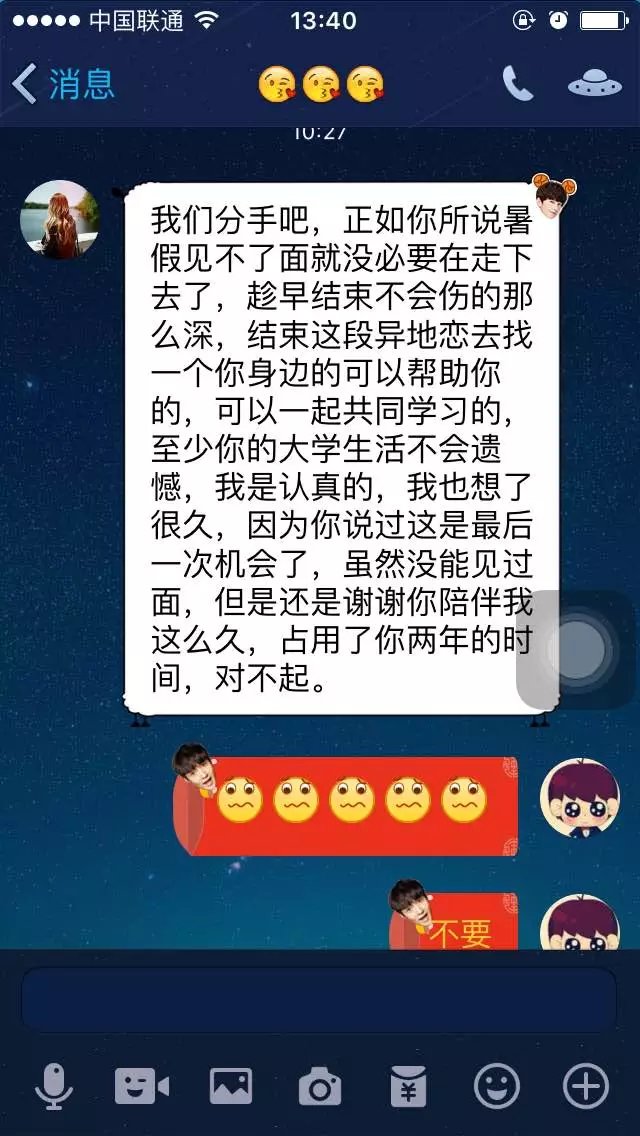 中国联通
13:40
消息
10:27
我们分手吧，正如你所说暑
假见不了面就没必要在走下
去了，趁早结束不会伤的那
么深，结束这段异地恋去找
一个你身边的可以帮助你
的，可以一起共同学习的，
至少你的大学生活不会遗
憾，我是认真的，我也想了
很久，因为你说过这是最后
一次机会了，虽然没能见过
面，但是还是谢谢你陪伴我
这么久，占用了你两年的时
间，对不起。
不要